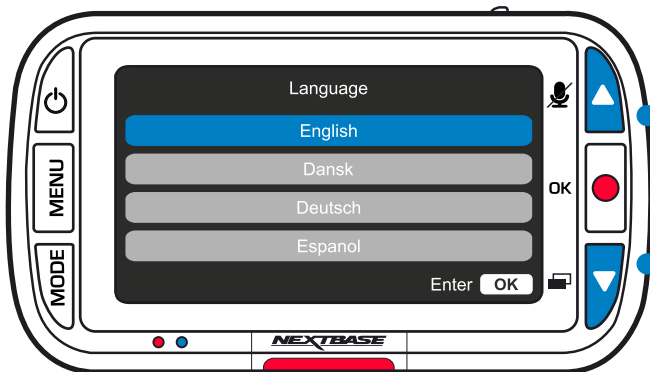 Language
English
Dansk
Deutsch
Espanol
Enter OK
MENU
MODE
OK
NEXTBASE